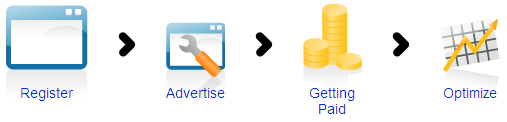 Register
Advertise
Getting
Paid
Optimize